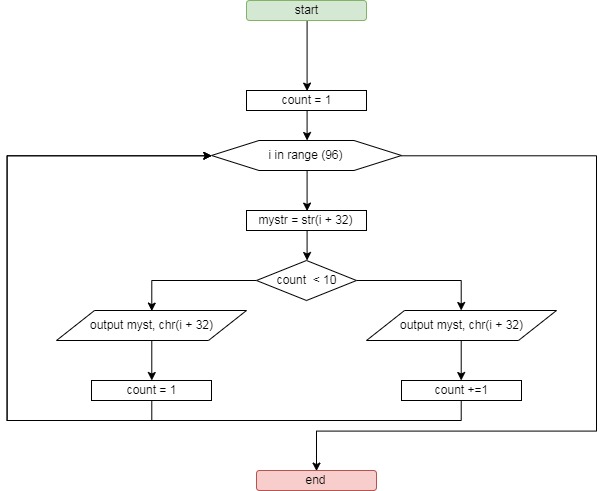 start
count = 1
i in range (96)
mystr = str(i + 32)
count < 10
output myst, chr(i + 32)
output myst, chr(i + 32)
count = 1
count +=1
end